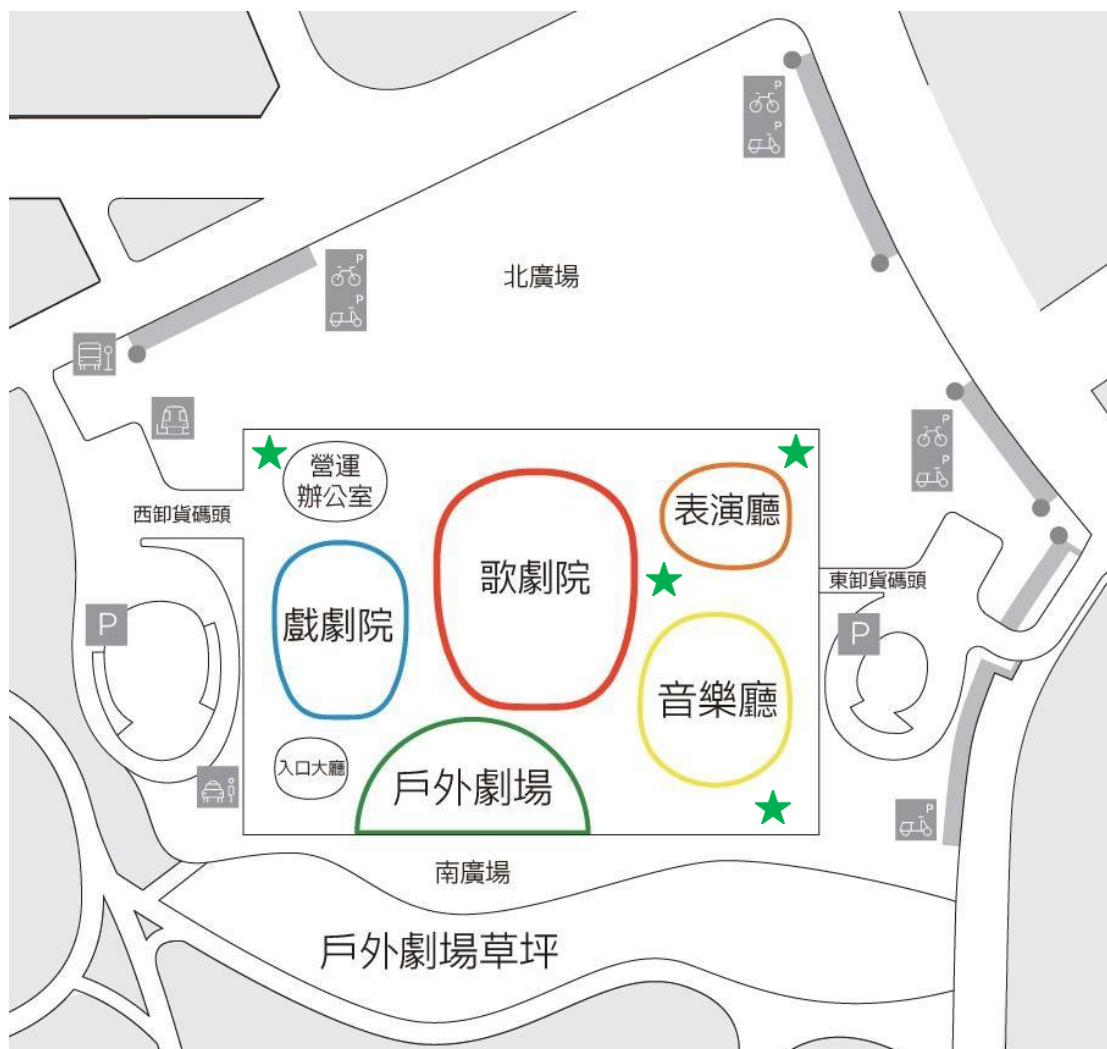 P
P
北廣場
P
P
P
P
營運
辦公室
表演廳
西卸貨碼頭
歌劇院
東卸貨碼頭
戲劇院
P
P
音樂廳
入口大廳
戶外劇場
P
南廣場
戶外劇場草坪